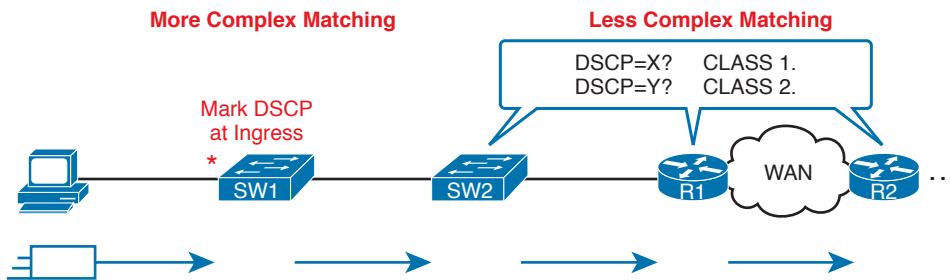 More Complex Matching
Less Complex Matching
DSCP=X? CLASS 1.
DSCP=Y? CLASS 2.
Mark DSCP
at Ingress
*
SW1
SW2
R1
WAN
R2
...